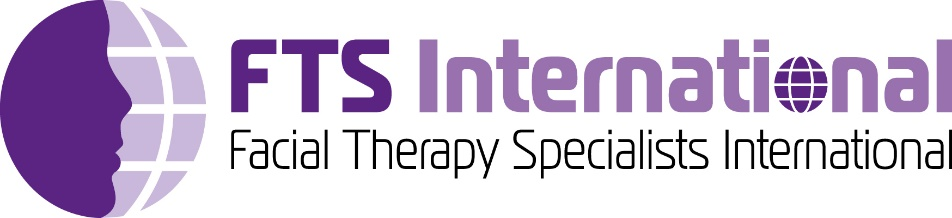 FTS International
Facial Therapy Specialists International